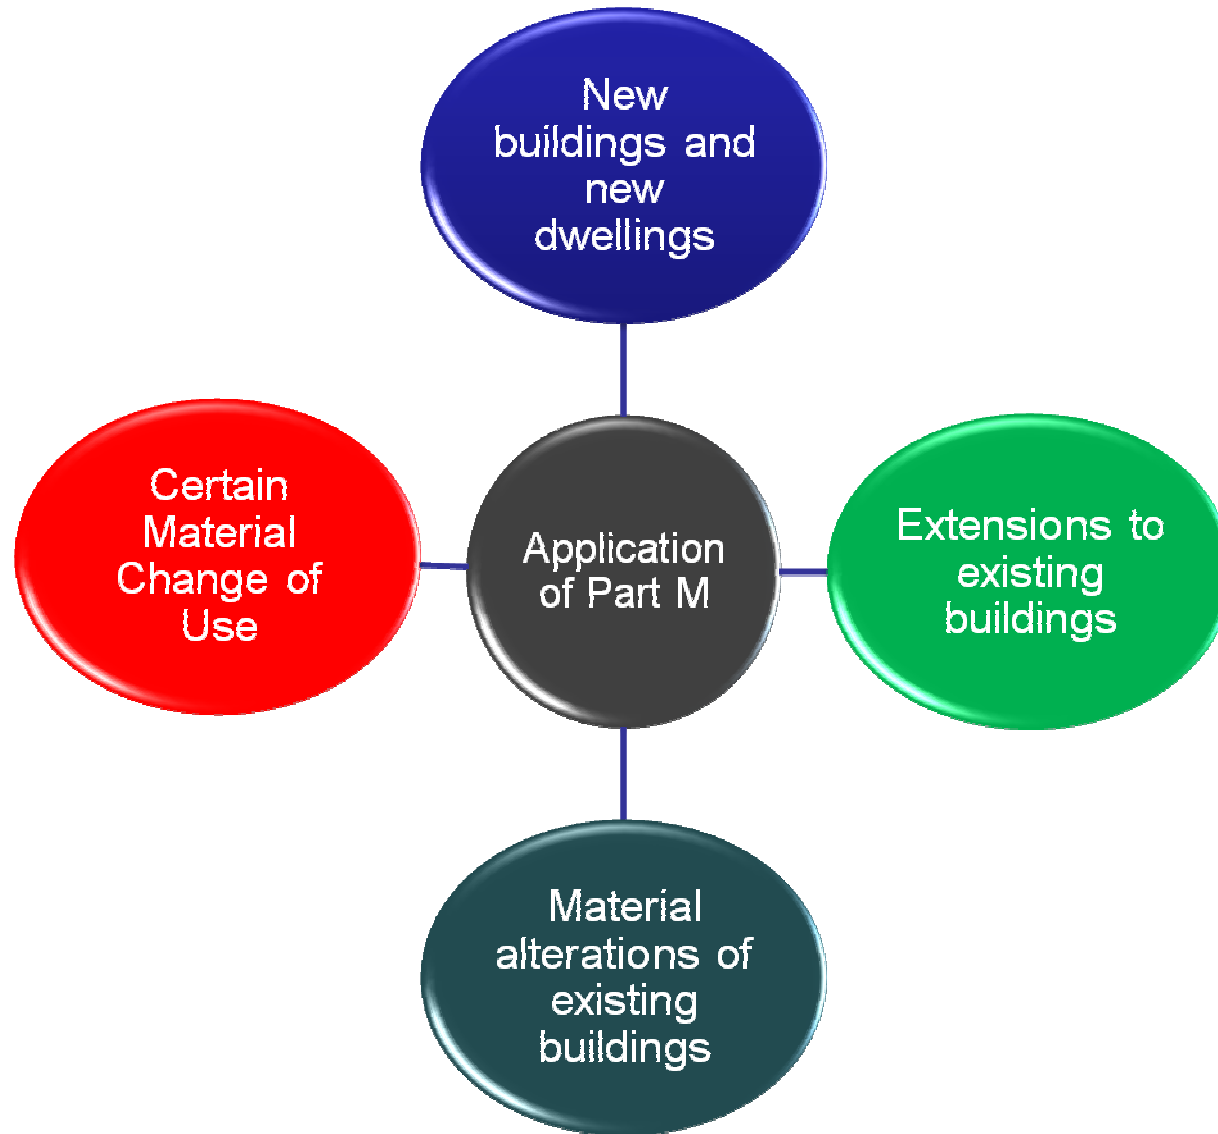 New
buildings and
new
dwellings
Certain
Material
Change of
Use
Application
of Part M
Extensions to
existing
buildings
Material
alterations of
existing
buildings